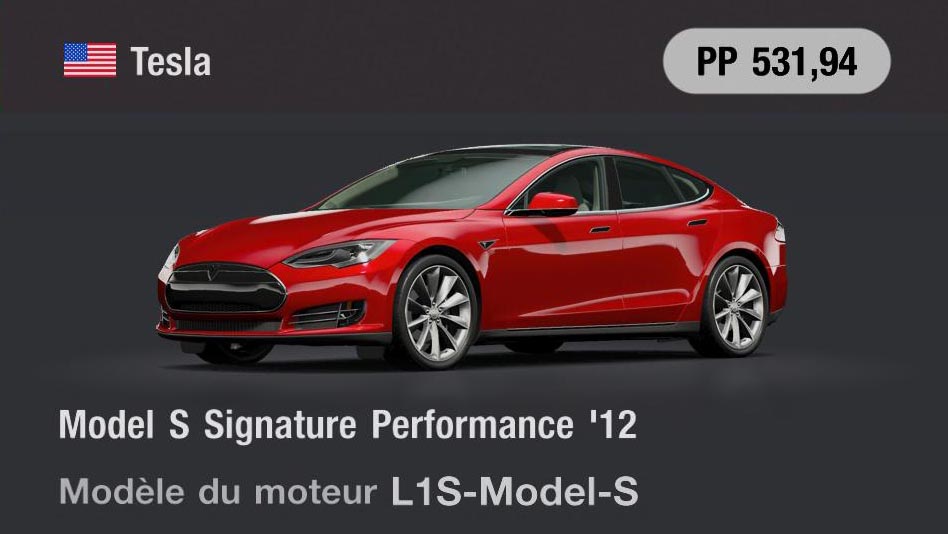 Tesla
PP 531,94
Model S Signature Performance '12
Modèle du moteur L1S-Model-S